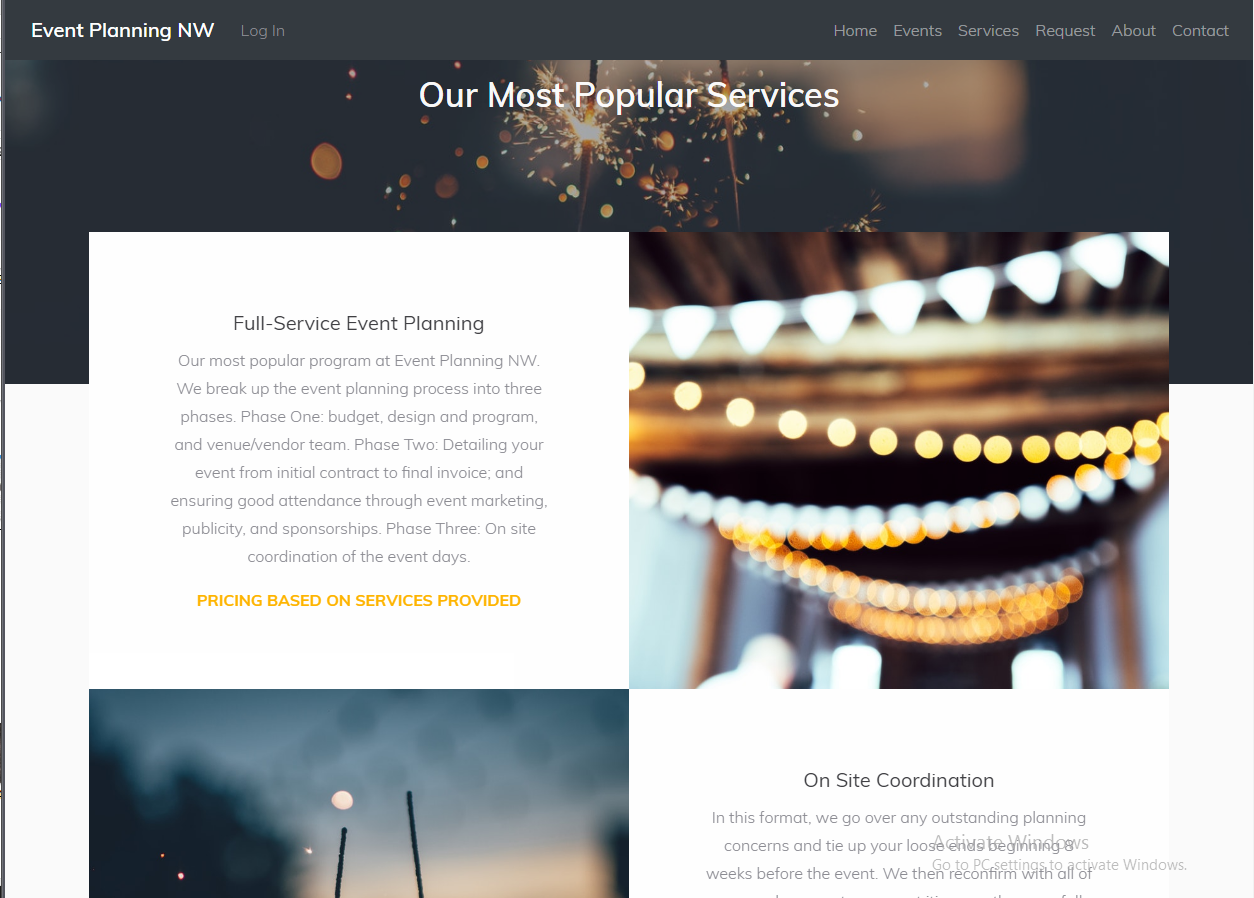 Event Planning NW
Log In
Home Events Services Request About Contact
Our Most Popular Services
Full-Service Event Planning
Our most popular program at Event Planning NW.
We break up the event planning process into three
phases. Phase One: budget, design and program,
and venue/vendor team. Phase Two: Detailing your
event from initial contract to final invoice; and
ensuring good attendance through event marketing,
publicity, and sponsorships. Phase Three: On site
coordination of the event days.
PRICING BASED ON SERVICES PROVIDED
On Site Coordination
In this format, we go over any outstanding planning
concerns and tie up your loose ends beginning 8
weeks before the event. We then reconfirm with all of
Activate Windows
Go to PC settings to activate Windows.